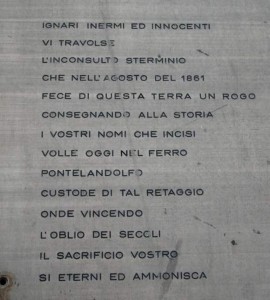 IGNARI INERMI ED INNOCENTI
VI TRAVOLSE
L'INCONSULTO STERMINIO
CHE NELL'AGOSTO DEL 1861
FECE DI QUESTA TERRA UN ROGO
CONSEGNANDO ALLA STORIA
I VOSTRI NOMI CHE INCISI
VOLLE OGGI NEL FERRO
PONTELANDOLFO
CUSTODE DI TAL RETAGGIO
ONDE VINCENDO
L'OBLIO DEI SECOLI
IL SACRIFICIO VOSTRO
SI ETERNI ED AMMONISCA